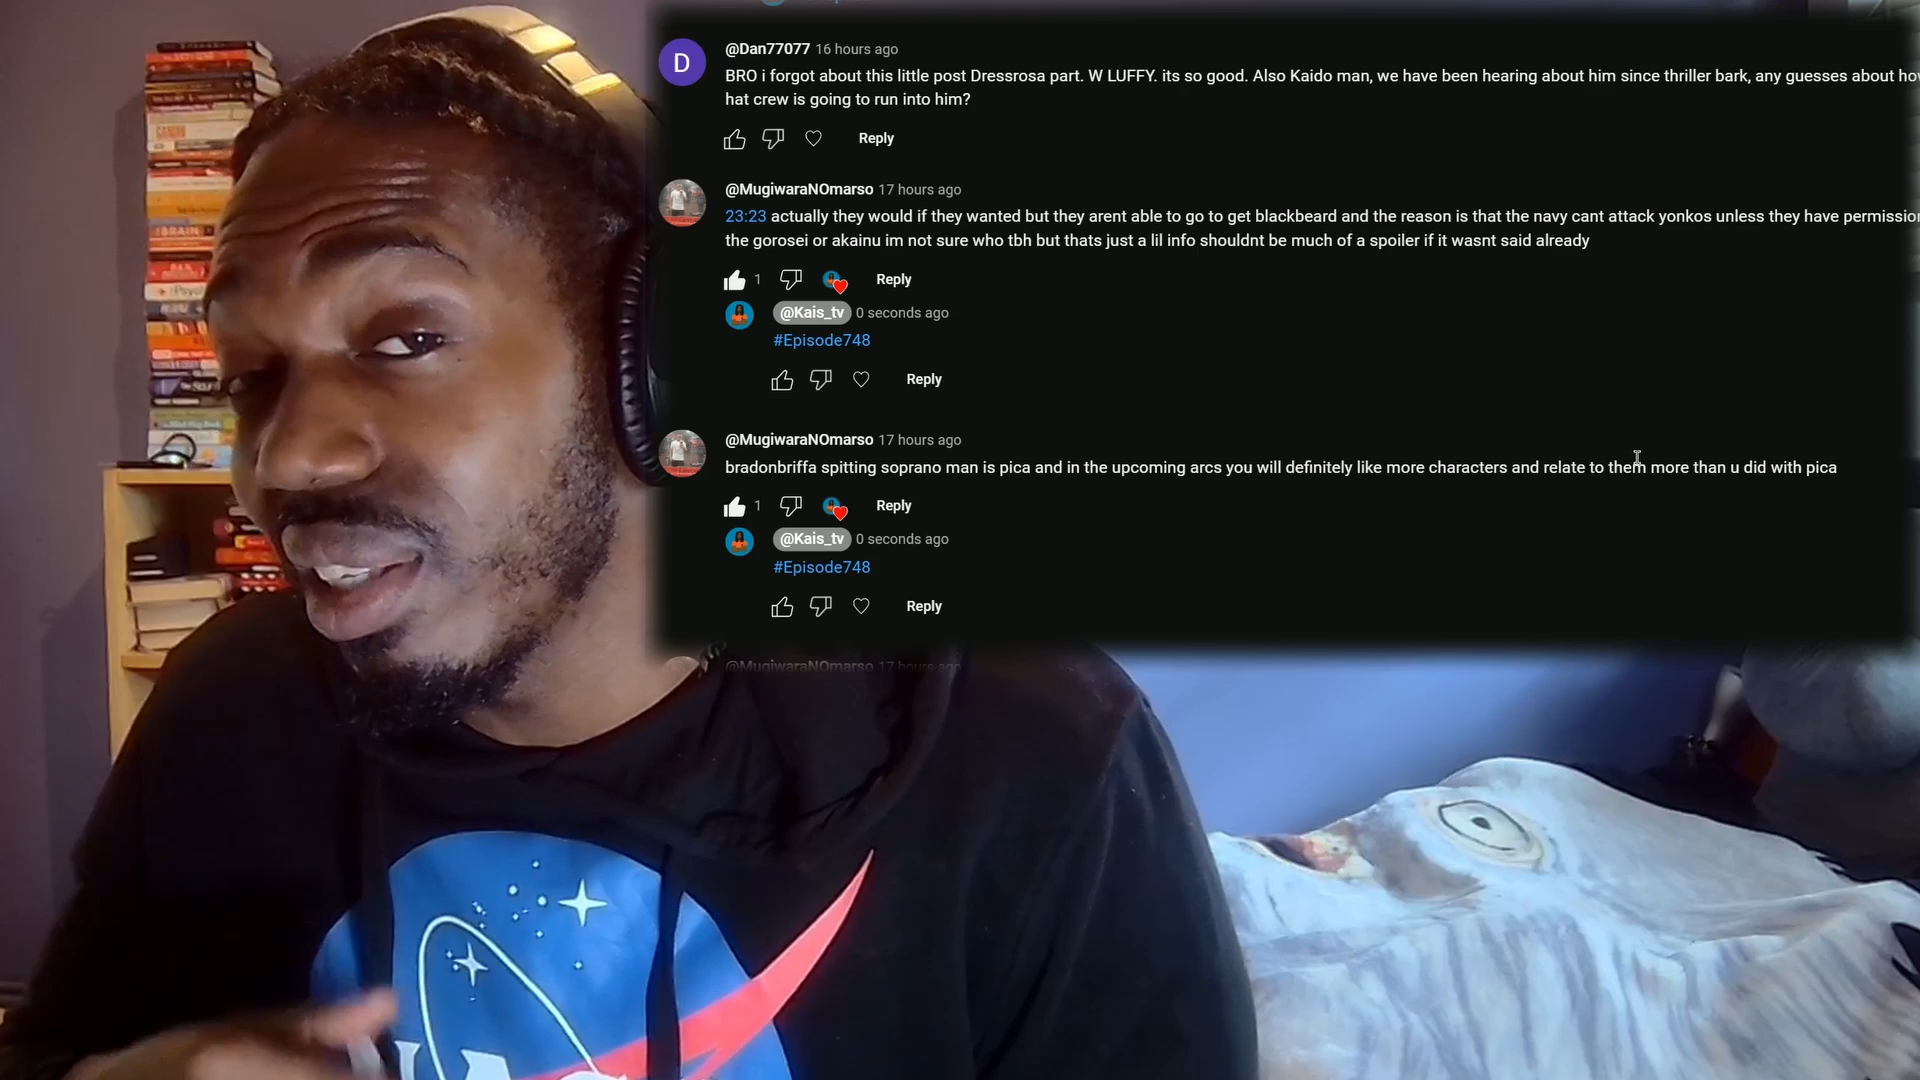 @Dan77077 16 hours ago
D
BRO i forgot about this little post Dressrosa part. W LUFFY. its so good. Also Kaido man, we have been hearing about him since thriller bark, any guesses about
hat crew is going to run into him?
Reply
@MugiwaraNOmarso 17 hours ago
23:23 actually they would if they wanted but they arent able to go to get blackbeard and the reason is that the navy cant attack yonkos unless they have
the gorosei or akainu im not sure who tbh but thats just a lil info shouldnt be much of a spoiler if it wasnt said already
1 Reply
@Kais_tv 0 seconds ago
#Episode748
Reply
@MugiwaraNOmarso 17 hours ago
bradonbriffa spitting soprano man is pica and in the upcoming arcs you will definitely like more characters and relate to them more than u did with pica
1 Reply
@Kais_tv 0 seconds ago
#Episode748
Reply
@MugiwaraNOmarso 17 hours ago